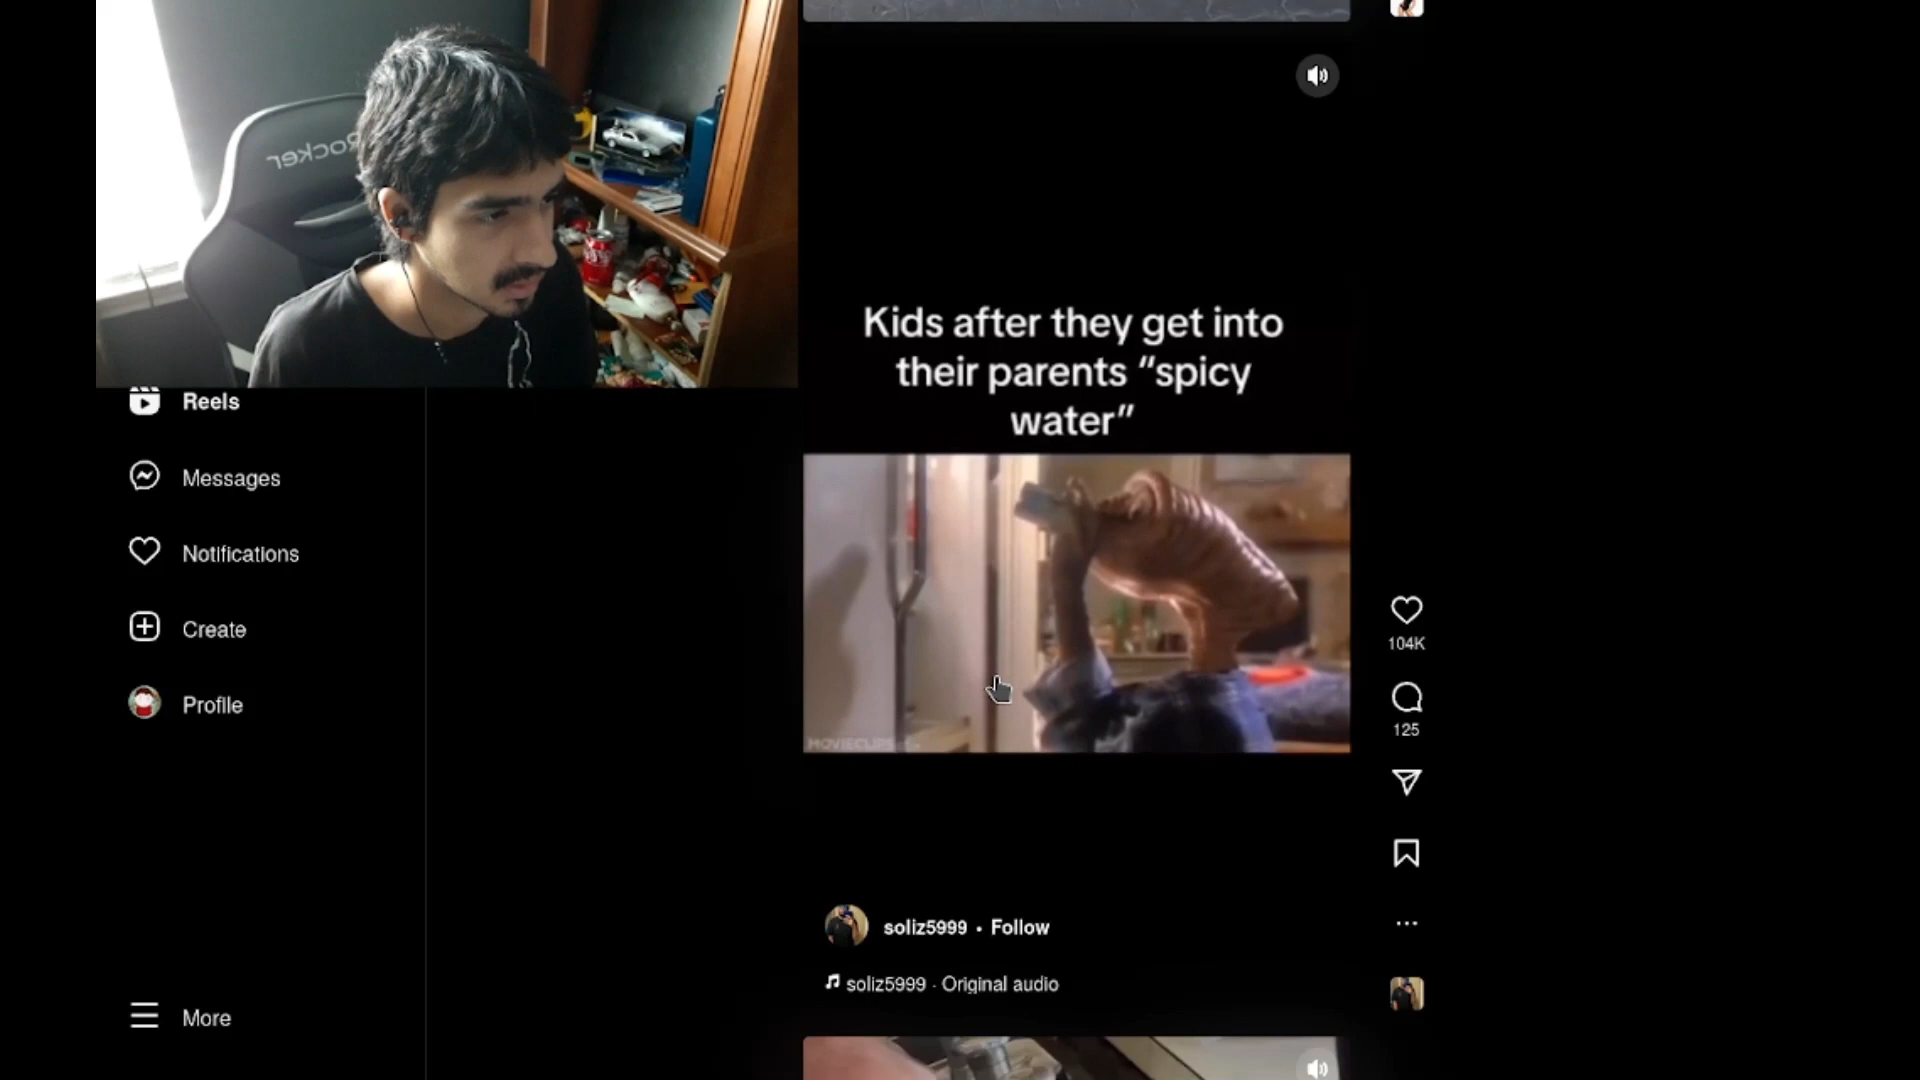 Rocker
Reels
Messages
Notifications
Create
Profile
More
Kids after they get into
their parents “spicy
water”
MOVIECLIPS
104K
125
soliz5999 • Follow
soliz5999 · Original audio